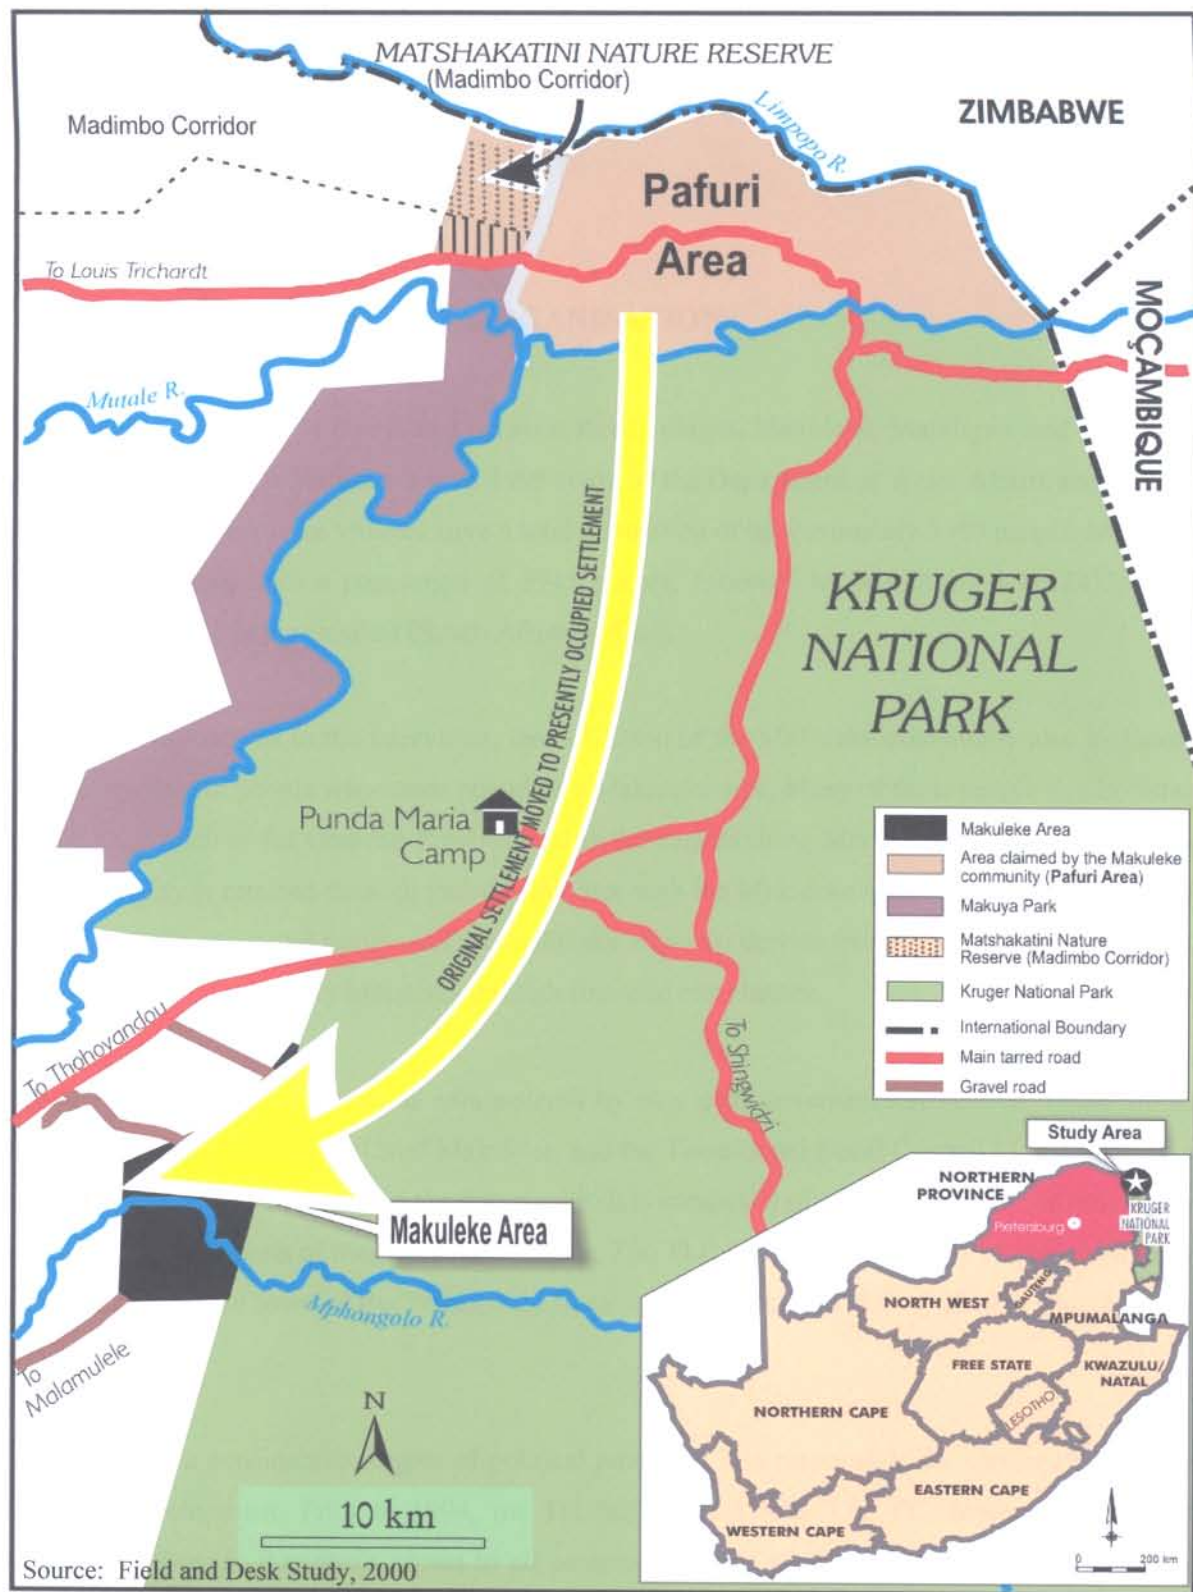 MATSHAKATINI NATURE RESERVE
(Madimbo Corridor)
Madimbo Corridor
ZIMBABWE
Limpopo R.
Pafuri
Area
To Louis Trichardt
MOÇAMBIQUE
Mutale R.
ORIGINAL SETTLEMENT MOVED TO PRESENTLY OCCUPIED SETTLEMENT
KRUGER
NATIONAL
PARK
Punda Maria
Camp
Makuleke Area
Area claimed by the Makuleke
community (Pafuri Area)
Makuya Park
Matshakatini Nature
Reserve (Madimbo Corridor)
Kruger National Park
International Boundary
Main tarred road
Gravel road
To Thohoyandou
To Shingwidzi
Makuleke Area
Mphongolo R.
To
Malamulele
Study Area
NORTHERN
PROVINCE
Pietersburg
KRUGER
NATIONAL
PARK
NORTH WEST
GAUTENG
MPUMALANGA
FREE STATE
KWAZULU/
NATAL
NORTHERN CAPE
LESOTHO
EASTERN CAPE
WESTERN CAPE
0 200 km
N
10 km
Source: Field and Desk Study, 2000